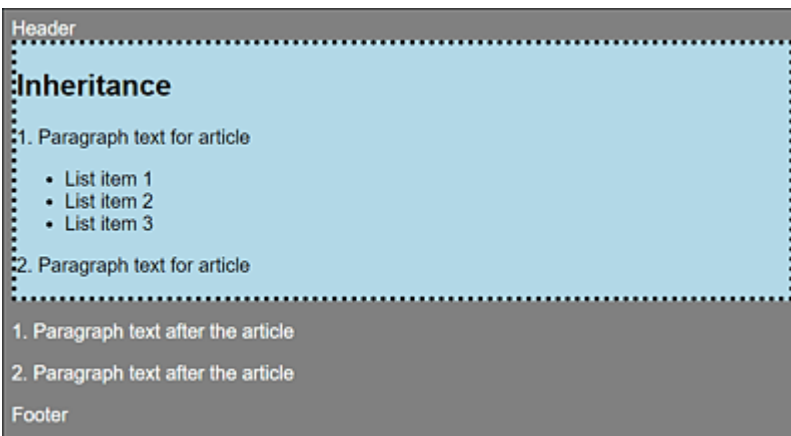 Header
Inheritance
1. Paragraph text for article
• List item 1
• List item 2
• List item 3
2. Paragraph text for article
1. Paragraph text after the article
2. Paragraph text after the article
Footer